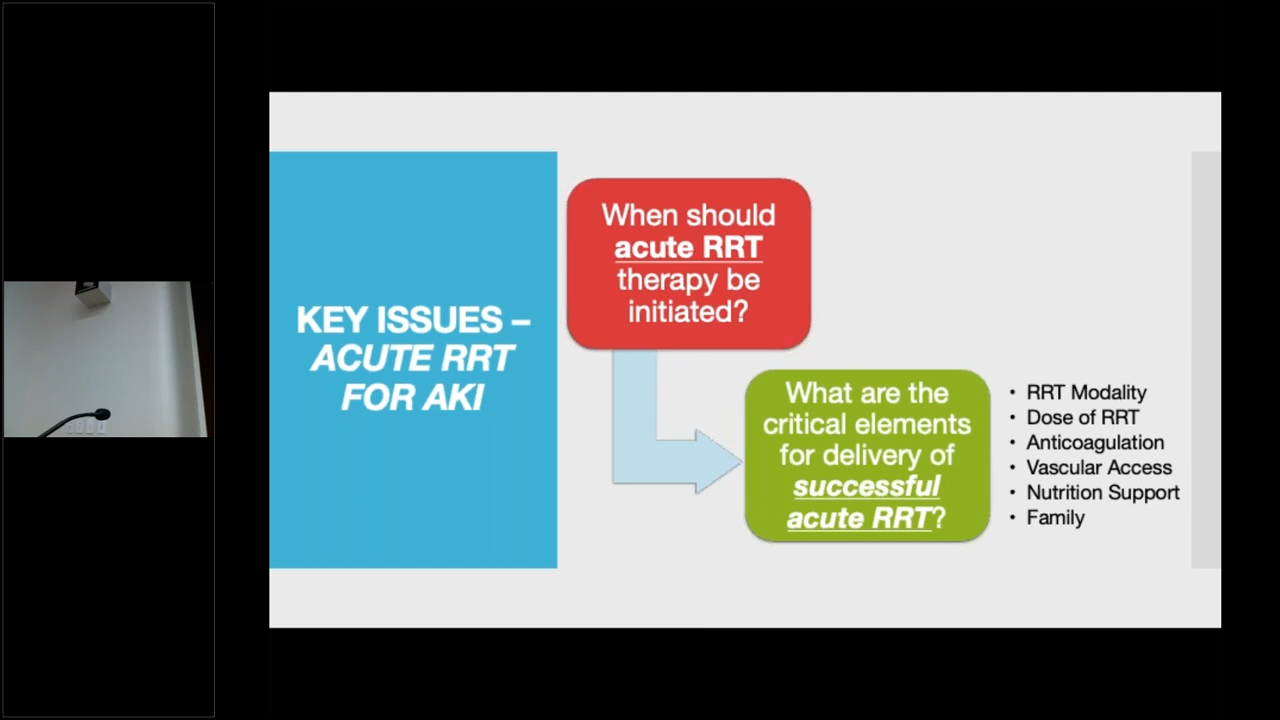 KEY ISSUES –
ACUTE RRT
FOR AKI
When should
acute RRT
therapy be
initiated?
What are the
critical elements
for delivery of
successful
acute RRT?
• RRT Modality
• Dose of RRT
• Anticoagulation
• Vascular Access
• Nutrition Support
• Family